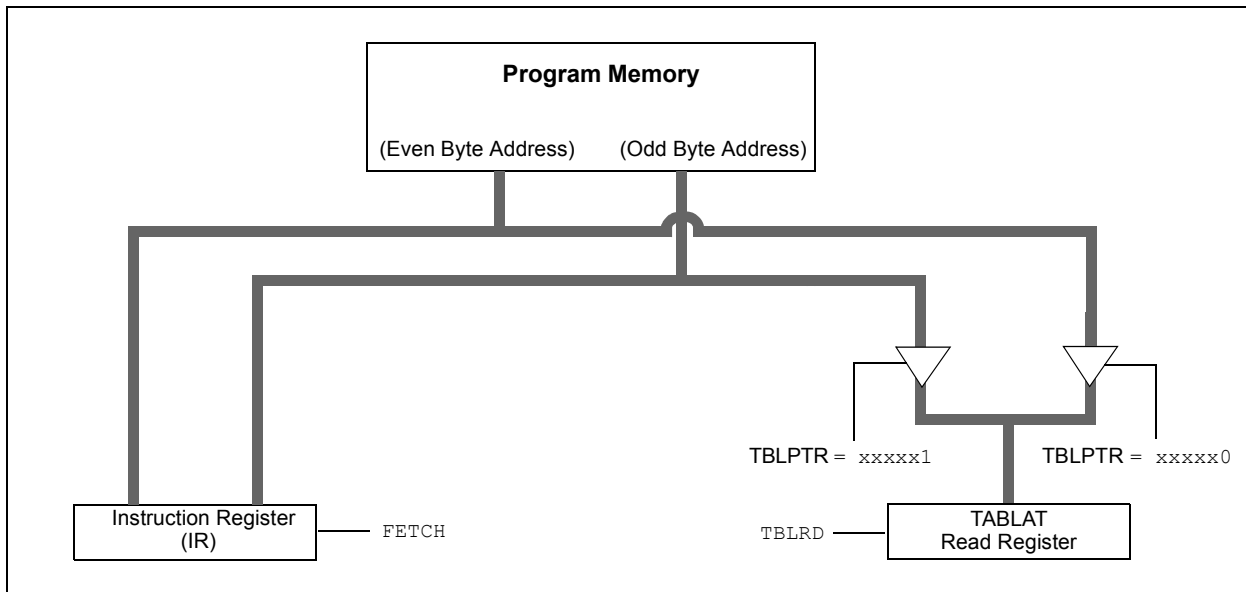 Program Memory
(Even Byte Address) (Odd Byte Address)
TBLPTR = xxxxx1 TBLPTR = xxxxx0
Instruction Register
(IR)
FETCH
TBLRD
TABLAT
Read Register